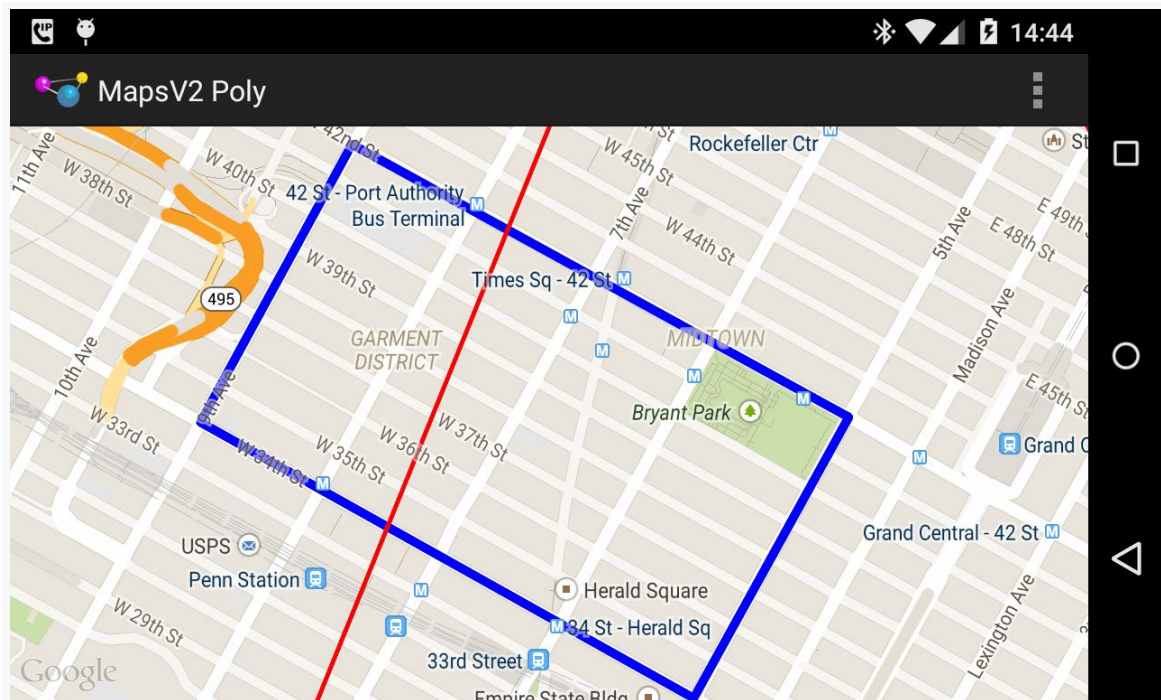 14:44
MapsV2 Poly
W 42nd St
11th Ave
W 38th St
W 40th St
42 St - Port Authority
Bus Terminal
W 45th St
Rockefeller Ctr
7th Ave
W 44th St
5th Ave
E 49th
E 48th St
W 39th St
Times Sq - 42 St
495
GARMENT
DISTRICT
MIDTOWN
Madison Ave
10th Ave
9th Ave
Bryant Park
E 45th St
W 33rd St
W 34th St
W 35th St
W 36th St
W 37th St
Grand C
Grand Central - 42 St
USPS
Penn Station
Herald Square
W 29th St
34 St - Herald Sq
33rd Street
Lexington Ave
Empire State Bldg
Google